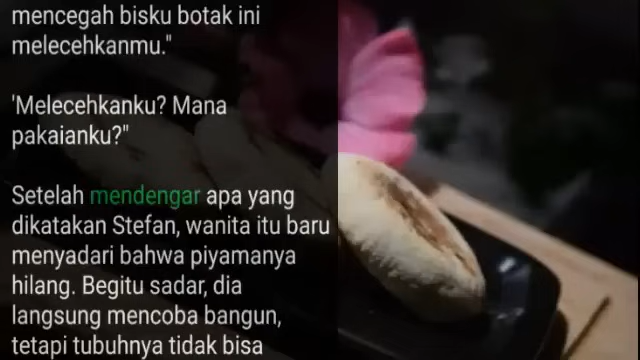 mencegah bisku botak ini
melecehkanmu."
'Melecehkanku? Mana
pakaianku?"
Setelah mendengar apa yang
dikatakan Stefan, wanita itu baru
menyadari bahwa piyamanya
hilang. Begitu sadar, dia
langsung mencoba bangun,
tetapi tubuhnya tidak bisa